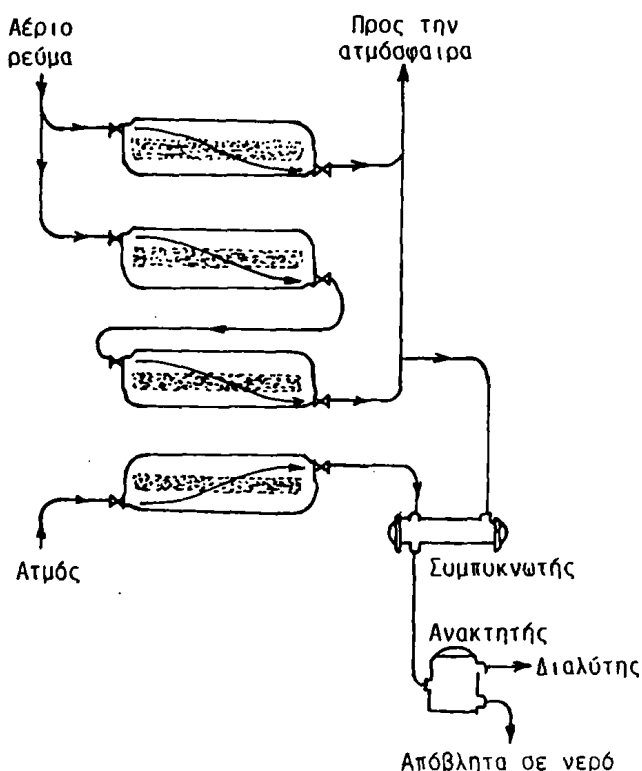 Αέριο
ρεύμα
Προς την
ατμόσφαιρα
Ατμός
Συμπυκνωτής
Ανακτητής
Διαλύτης
Απόβλητα σε νερό